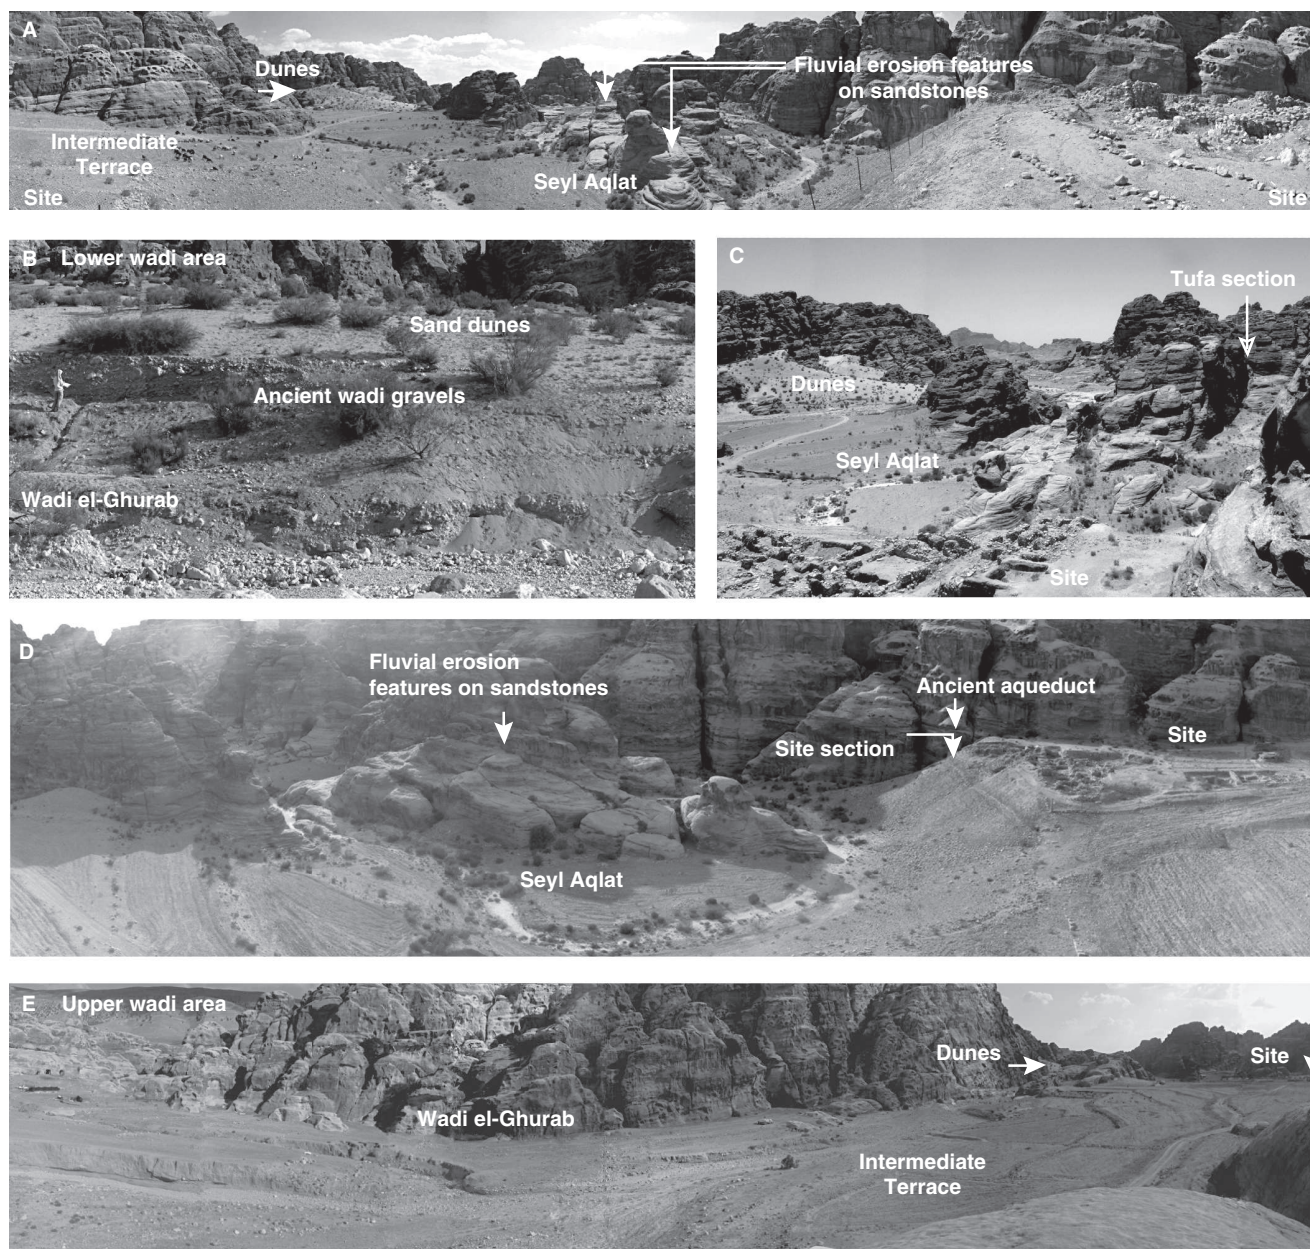 A
Dunes
Fluvial erosion features
on sandstones
Intermediate
Terrace
Seyl Aqlat
Site
Site
B
Lower wadi area
Sand dunes
Ancient wadi gravels
Wadi el-Ghurab
C
Tufa section
Dunes
Seyl Aqlat
Site
D
Fluvial erosion
features on sandstones
Ancient aqueduct
Site section
Site
Seyl Aqlat
E
Upper wadi area
Dunes
Site
Wadi el-Ghurab
Intermediate
Terrace